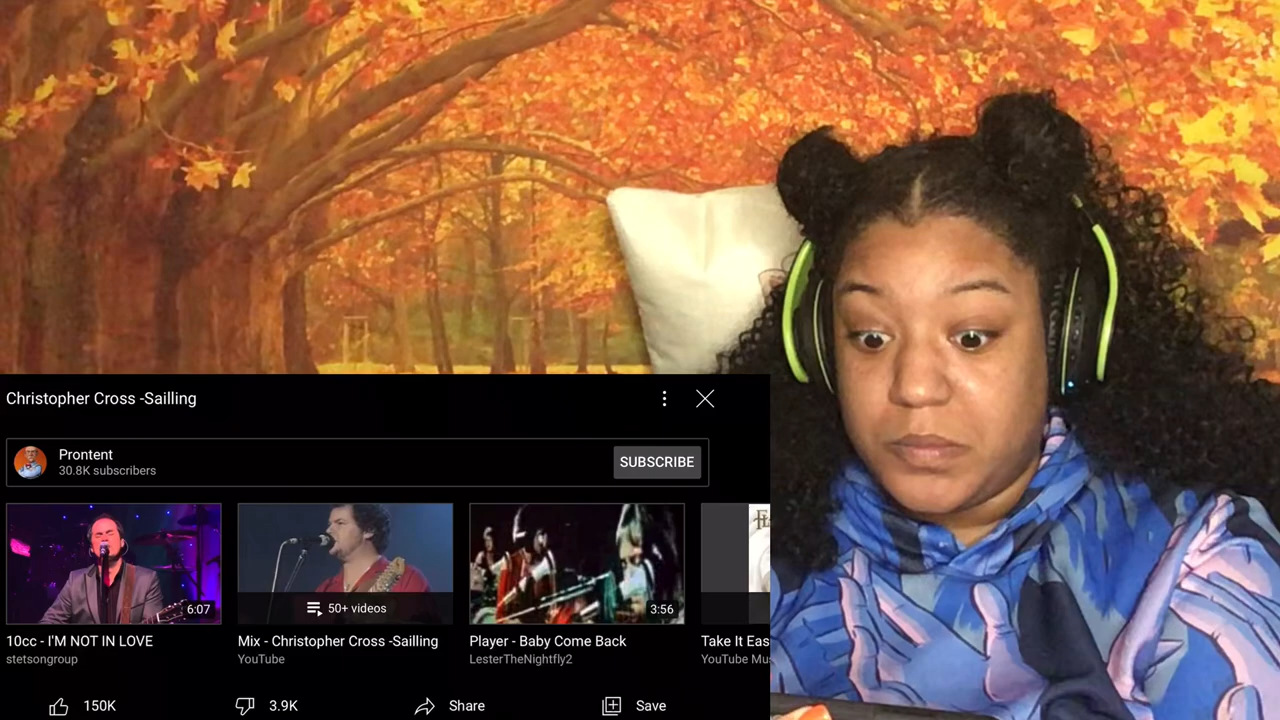 Christopher Cross -Sailling
Prontent
30.8K subscribers
SUBSCRIBE
6:07
50+ videos
3:56
10cc - I'M NOT IN LOVE
Mix - Christopher Cross -Sailling
Player - Baby Come Back
Take It Eas
stetsongroup
YouTube
LesterTheNightfly2
YouTube Mus
150K
3.9K
Share
Save